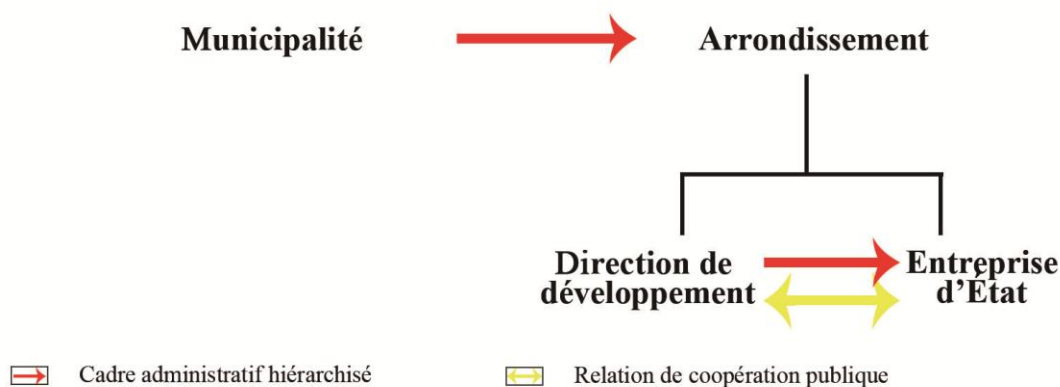 Municipalité
Arrondissement
Direction de
développement
Entreprise
d'État
Cadre administratif hiérarchisé
Relation de coopération publique